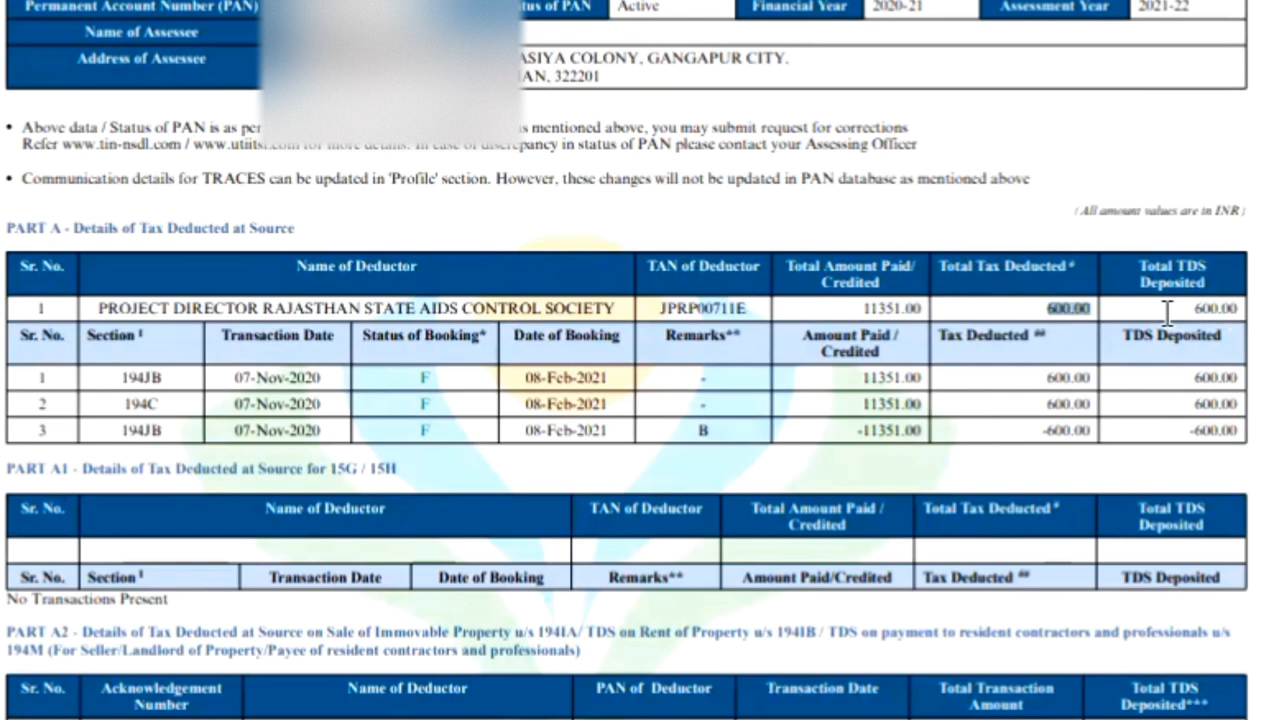 Permanent Account Number (PAN) tus of PAN Active Financial Year 2020-21 Assessment Year 2021-22
Name of Assessee
Address of Assessee ASIYA COLONY, GANGAPUR CITY,
AN, 322201
• Above data / Status of PAN is as per s mentioned above, you may submit request for corrections
Refer www.tin-nsdl.com / pancy in status of PAN please contact your Assessing Officer
• Communication details for TRACES can be updated in 'Profile' section. However, these changes will not be updated in PAN database as mentioned above
(All amount values are in INR)
PART A - Details of Tax Deducted at Source
Sr. No. Name of Deductor TAN of Deductor Total Amount Paid/ Credited Total Tax Deducted # Total TDS Deposited
1 PROJECT DIRECTOR RAJASTHAN STATE AIDS CONTROL SOCIETY JPRP00711E 11351.00 600.00 600.00
Sr. No. Section 1 Transaction Date Status of Booking* Date of Booking Remarks** Amount Paid / Credited Tax Deducted ## TDS Deposited
1 194JB 07-Nov-2020 F 08-Feb-2021 - 11351.00 600.00 600.00
2 194C 07-Nov-2020 F 08-Feb-2021 - 11351.00 600.00 600.00
3 194JB 07-Nov-2020 F 08-Feb-2021 B -11351.00 -600.00 -600.00
PART A1 - Details of Tax Deducted at Source for 15G / 15H
Sr. No. Name of Deductor TAN of Deductor Total Amount Paid / Credited Total Tax Deducted # Total TDS Deposited
Sr. No. Section 1 Transaction Date Date of Booking Remarks** Amount Paid/Credited Tax Deducted ## TDS Deposited
No Transactions Present
PART A2 - Details of Tax Deducted at Source on Sale of Immovable Property u/s 194IA/ TDS on Rent of Property u/s 194IB / TDS on payment to resident contractors and professionals u/s
194M (For Seller/Landlord of Property/Payee of resident contractors and professionals)
Sr. No. Acknowledgement Number Name of Deductor PAN of Deductor Transaction Date Total Transaction Amount Total TDS Deposited***